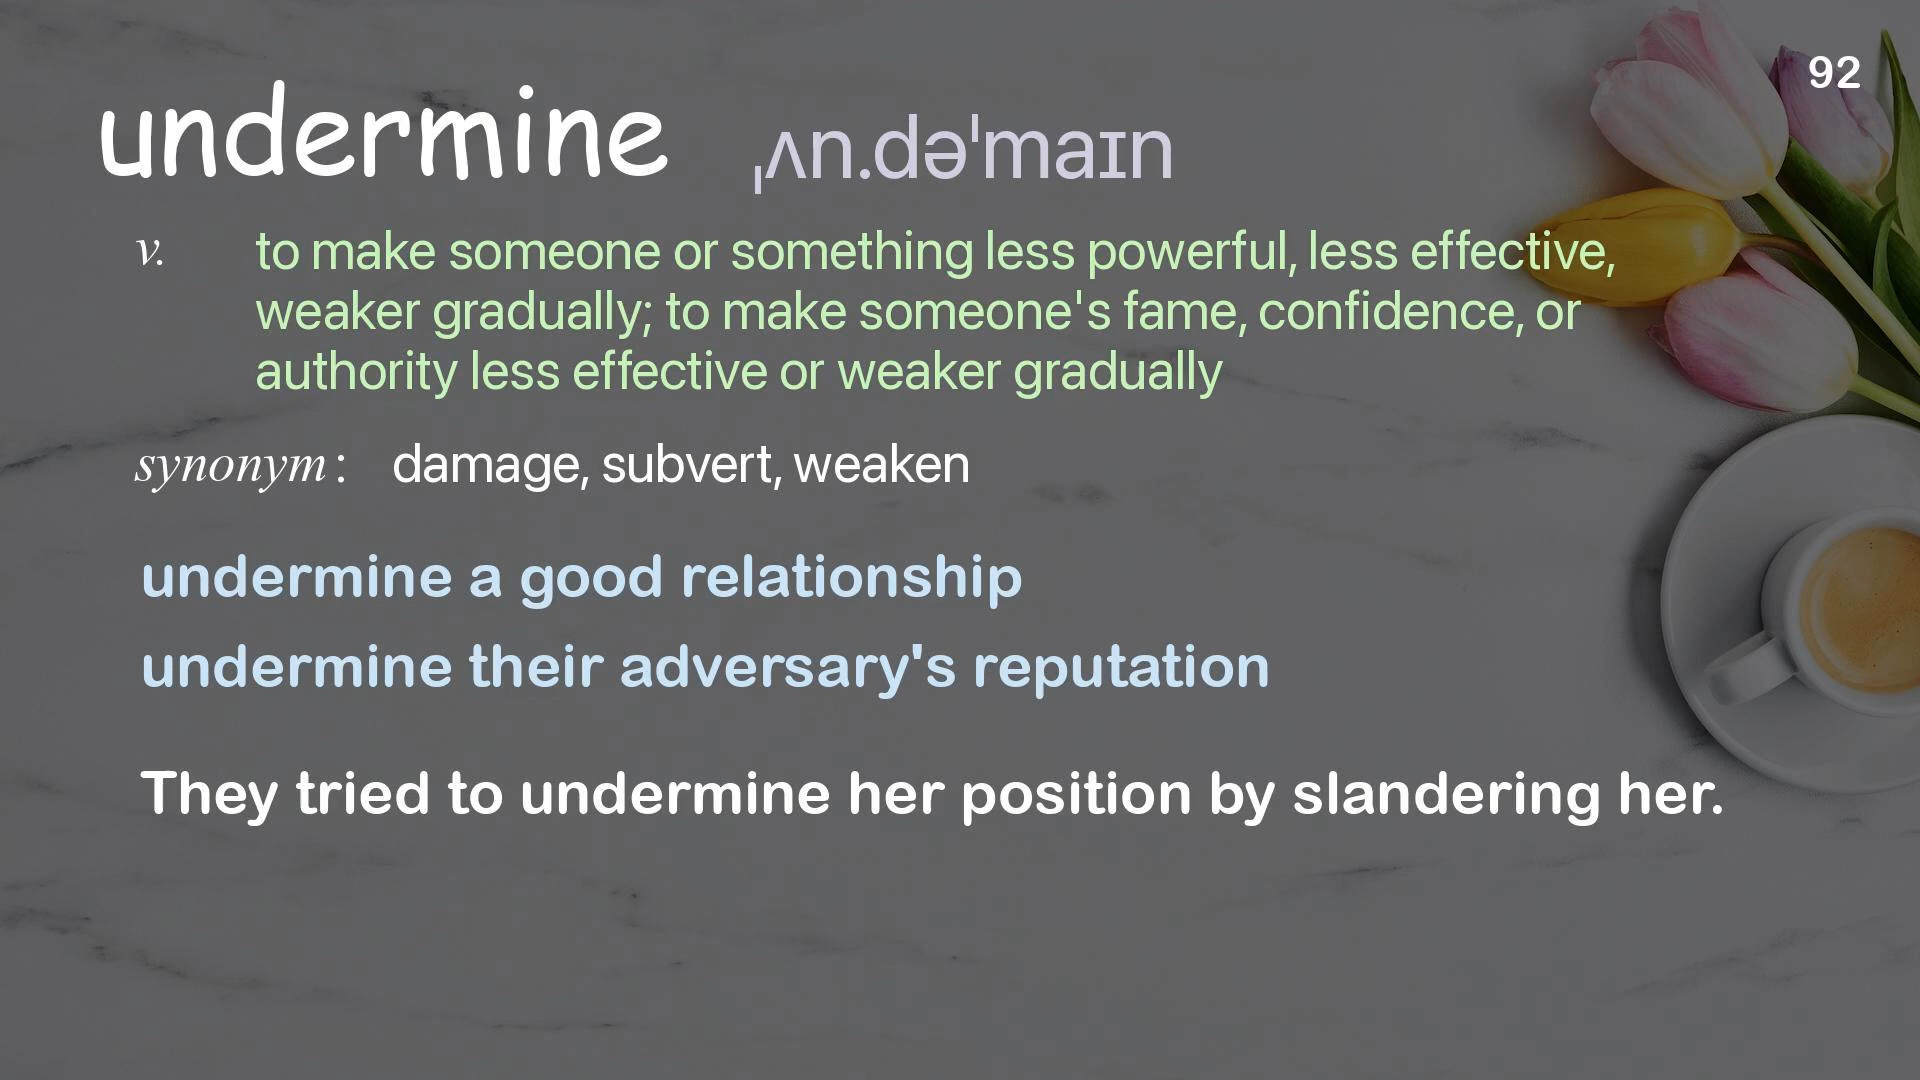 92
undermine ˌʌn.dəˈmaɪn
v. to make someone or something less powerful, less effective,
weaker gradually; to make someone's fame, confidence, or
authority less effective or weaker gradually
synonym: damage, subvert, weaken
undermine a good relationship
undermine their adversary's reputation
They tried to undermine her position by slandering her.